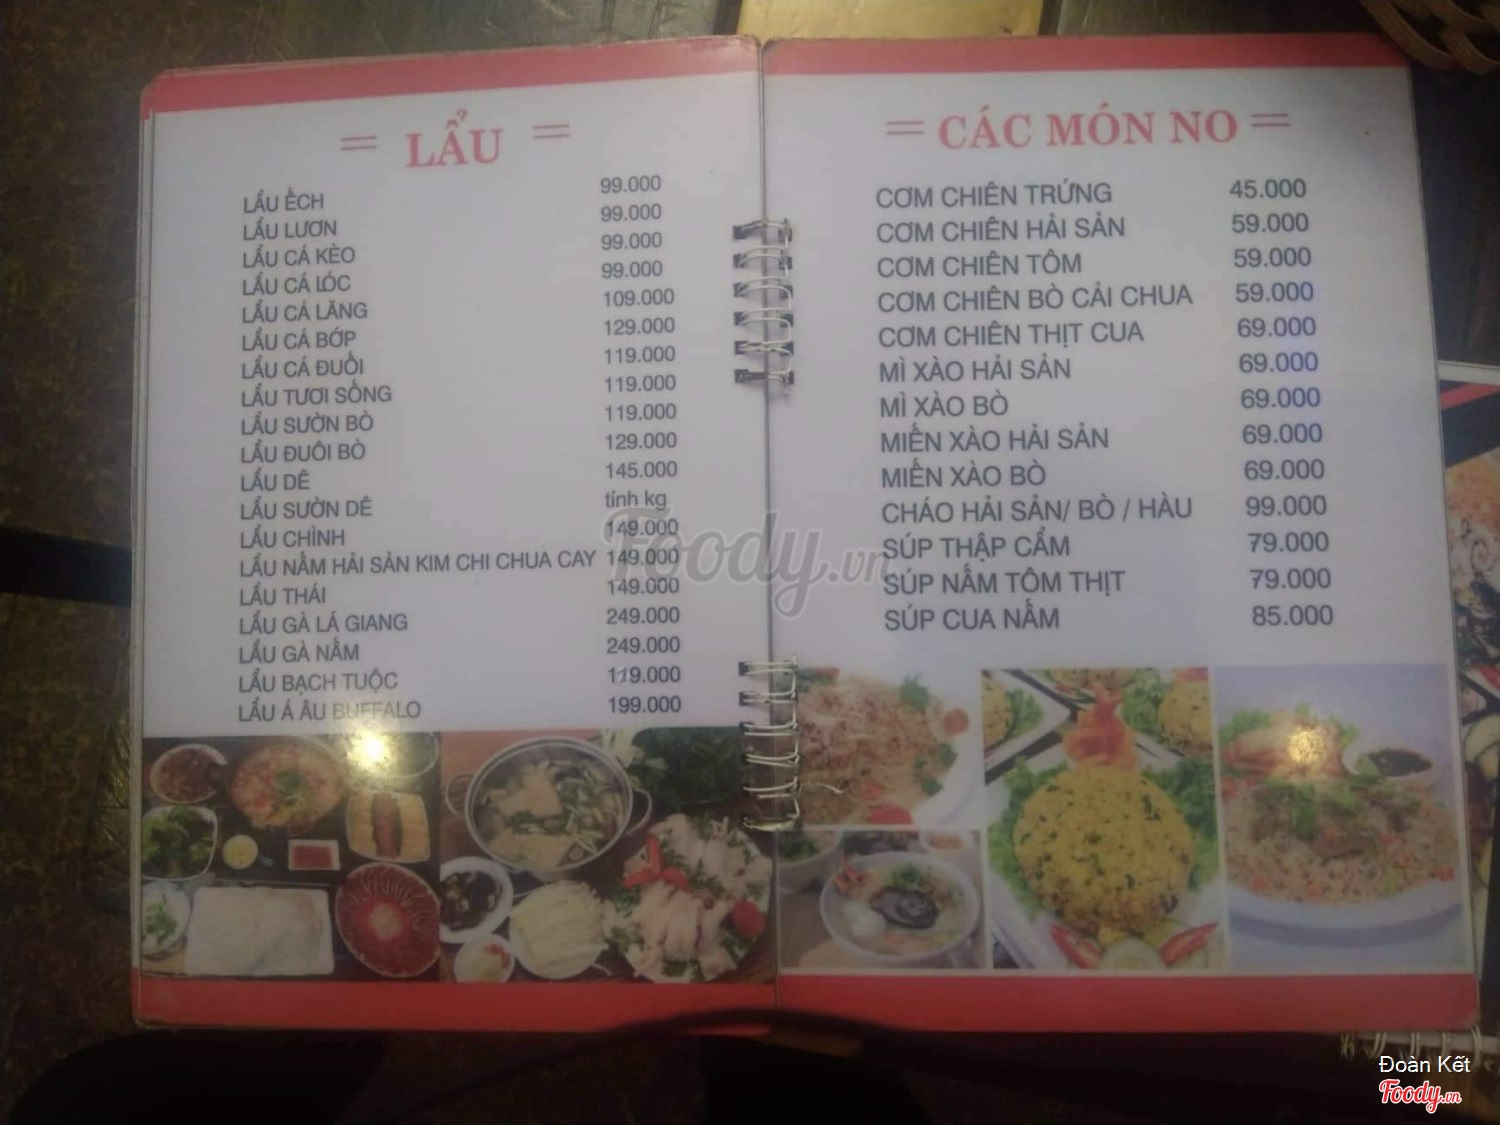 LẨU
LẨU ẾCH 99.000
LẨU LƯƠN 99.000
LẨU CÁ KÈO 99.000
LẨU CÁ LÓC 99.000
LẨU CÁ LĂNG 109.000
LẨU CÁ BỚP 129.000
LẨU CÁ ĐUỐI 119.000
LẨU TƯƠI SỐNG 119.000
LẨU SƯỜN BÒ 119.000
LẨU ĐUÔI BÒ 129.000
LẨU DÊ 145.000
LẨU SƯỜN DÊ tính kg
LẨU CHÌNH 149.000
LẨU NẤM HẢI SẢN KIM CHI CHUA CAY 149.000
LẨU THÁI 149.000
LẨU GÀ LÁ GIANG 249.000
LẨU GÀ NẤM 249.000
LẨU BẠCH TUỘC 119.000
LẨU Á ÂU BUFFALO 199.000
CÁC MÓN NO
CƠM CHIÊN TRỨNG 45.000
CƠM CHIÊN HẢI SẢN 59.000
CƠM CHIÊN TÔM 59.000
CƠM CHIÊN BÒ CẢI CHUA 59.000
CƠM CHIÊN THỊT CUA 69.000
MÌ XÀO HẢI SẢN 69.000
MÌ XÀO BÒ 69.000
MIẾN XÀO HẢI SẢN 69.000
MIẾN XÀO BÒ 69.000
CHÁO HẢI SẢN/ BÒ / HÀU 99.000
SÚP THẬP CẨM 79.000
SÚP NẤM TÔM THỊT 79.000
SÚP CUA NẤM 85.000
Foody.vn
Đoàn Kết
Foody.vn